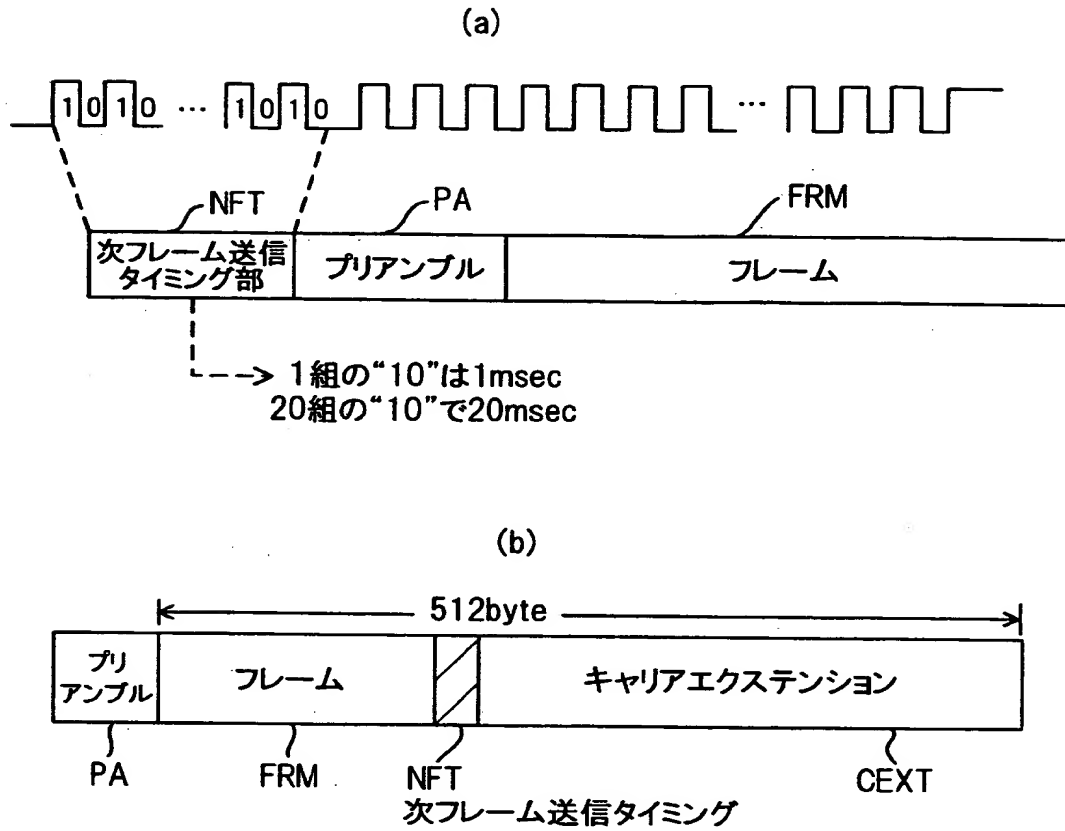 (a)
1 0 1 0 … 1 0 1 0 …
NFT
PA
FRM
次フレーム送信
タイミング部
プリアンブル
フレーム
1組の“10”は1msec
20組の“10”で20msec
(b)
512byte
プリ
アンブル
フレーム
キャリアエクステンション
PA
FRM
NFT
CEXT
次フレーム送信タイミング